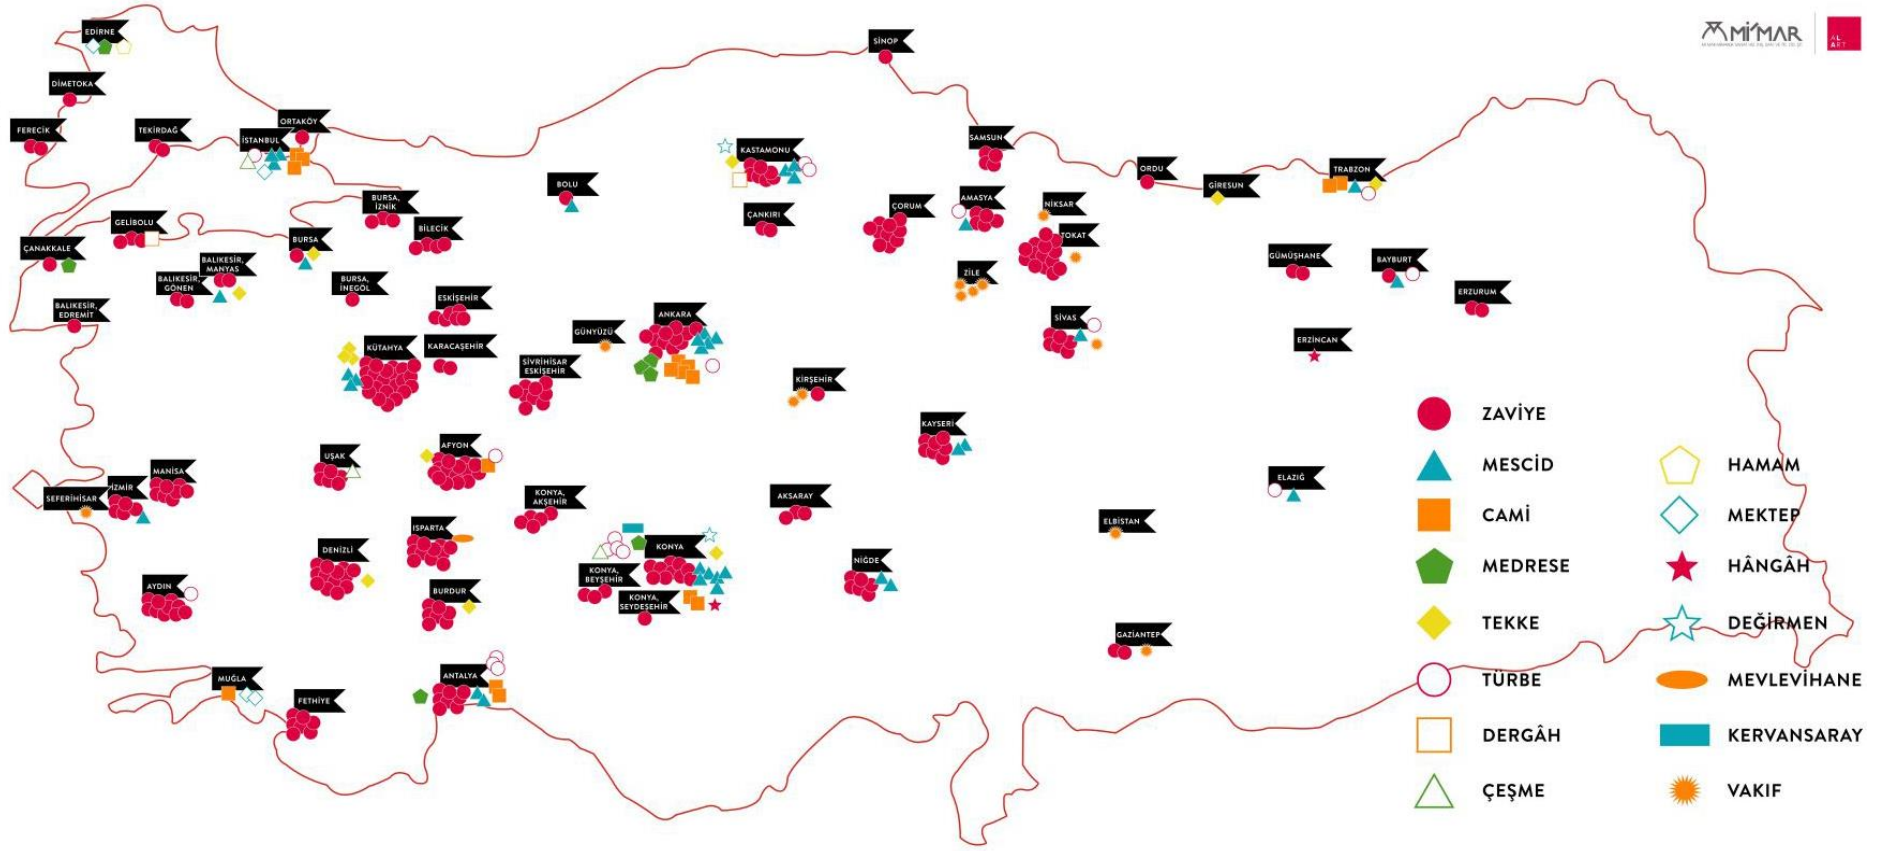 MİMAR
AL
ART
EDİRNE
SİNOP
DİMETOKA
FERECİK
TEKİRDAĞ
İSTANBUL
ORTAKÖY
KASTAMONU
SAMSUN
ORDU
GİRESUN
TRABZON
BOLU
BURSA,
İZNİK
BİLECİK
GELİBOLU
ÇANAKKALE
BURSA
BALIKESİR,
MANYAS
BALIKESİR,
GÖNEN
BURSA,
İNEGÖL
BALIKESİR,
EDREMİT
ÇANKIRI
ÇORUM
AMASYA
NİKSAR
TOKAT
ZİLE
GÜMÜŞHANE
BAYBURT
ERZURUM
ESKİŞEHİR
ANKARA
GÜNYÜZÜ
SİVAS
ERZİNCAN
KÜTAHYA
KARACAŞEHİR
SİVRİHİSAR
ESKİŞEHİR
KİRŞEHİR
KAYSERİ
UŞAK
AFYON
MANİSA
İZMİR
SEFERİHİSAR
KONYA,
AKŞEHİR
AKSARAY
ELAZIĞ
ELBİSTAN
ISPARTA
DENİZLİ
KONYA
KONYA,
BEYŞEHİR
KONYA,
SEYDEŞEHİR
NİĞDE
AYDIN
BURDUR
GAZİANTEP
MUĞLA
FETHİYE
ANTALYA
ZAVİYE
MESCİD
CAMİ
MEDRESE
TEKKE
TÜRBE
DERGÂH
ÇEŞME
HAMAM
MEKTEP
HÂNGÂH
DEĞİRMEN
MEVLEVİHANE
KERVANSARAY
VAKIF